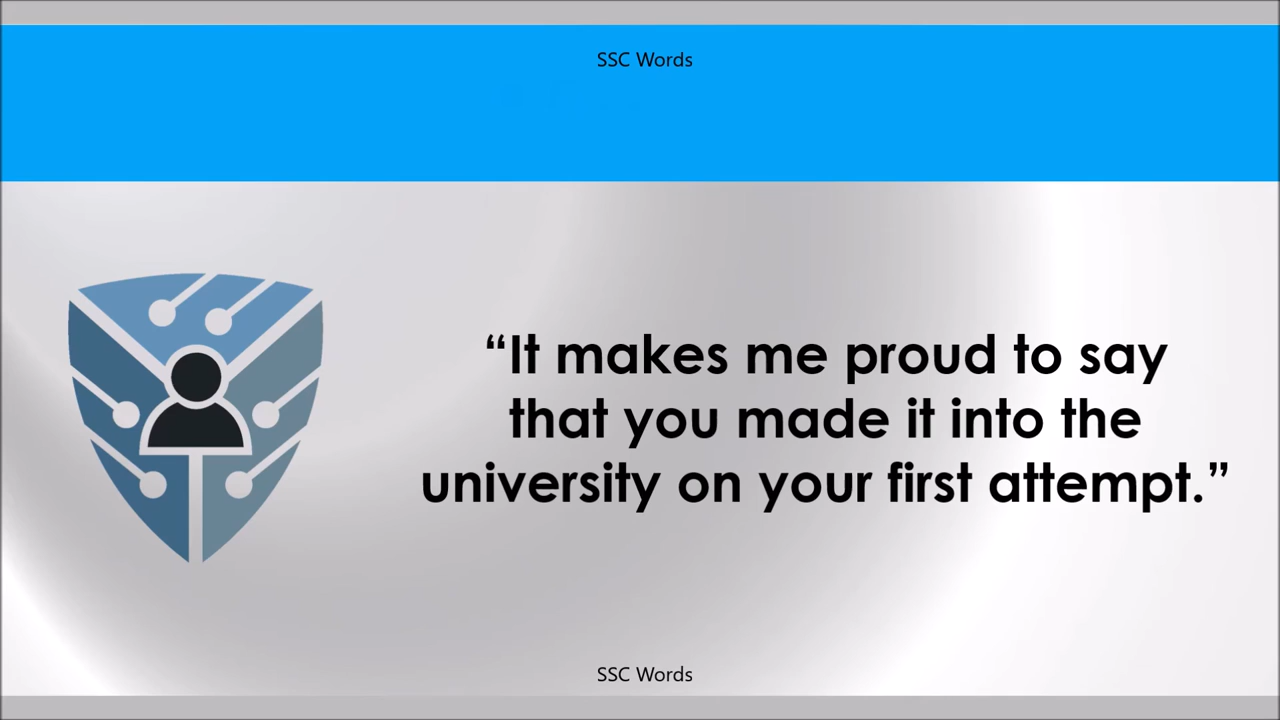 SSC Words
“It makes me proud to say
that you made it into the
university on your first attempt.”
SSC Words